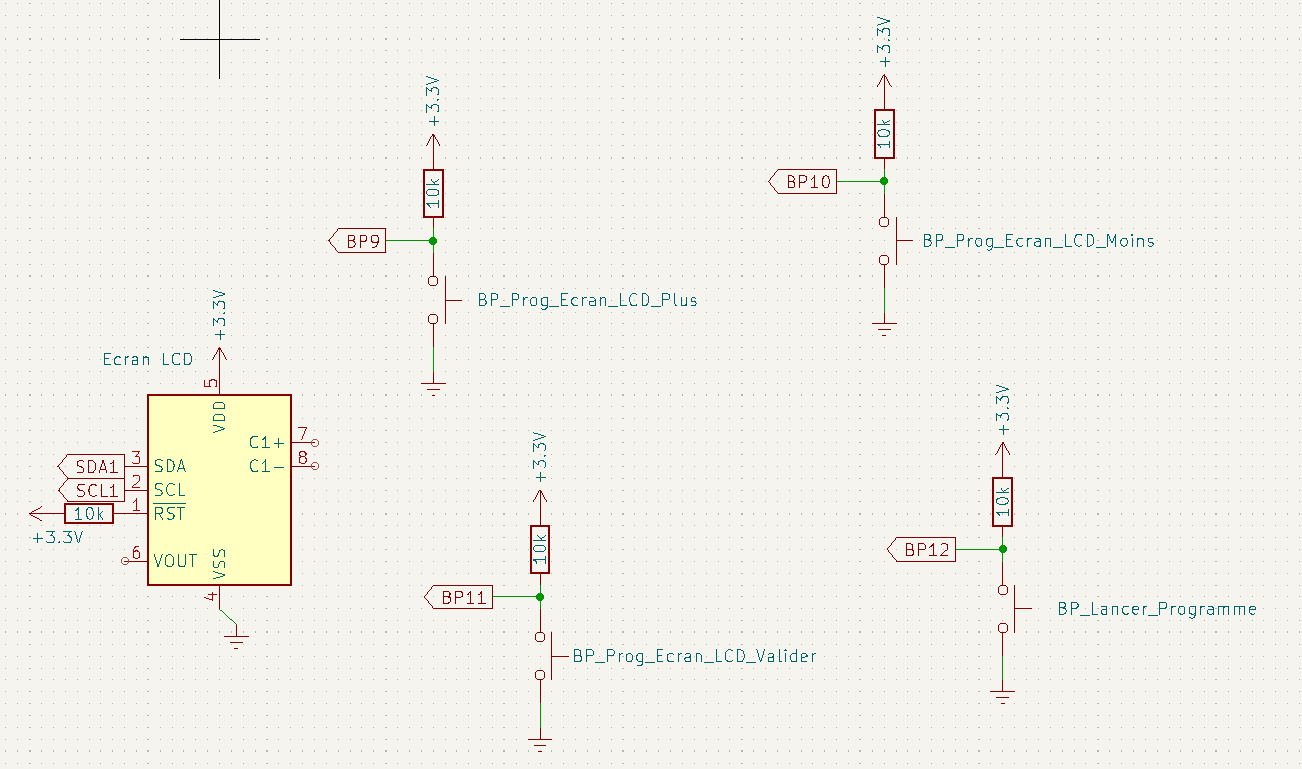 +3.3V
10k
BP10
BP_Prog_Ecran_LCD_Moins
+3.3V
10k
BP9
BP_Prog_Ecran_LCD_Plus
+3.3V
Ecran LCD
5
VDD
C1+ 7
C1- 8
SDA1 3 SDA
SCL1 2 SCL
10k 1 RST
+3.3V
6 VOUT
VSS
4
+3.3V
10k
BP11
BP_Prog_Ecran_LCD_Valider
+3.3V
10k
BP12
BP_Lancer_Programme